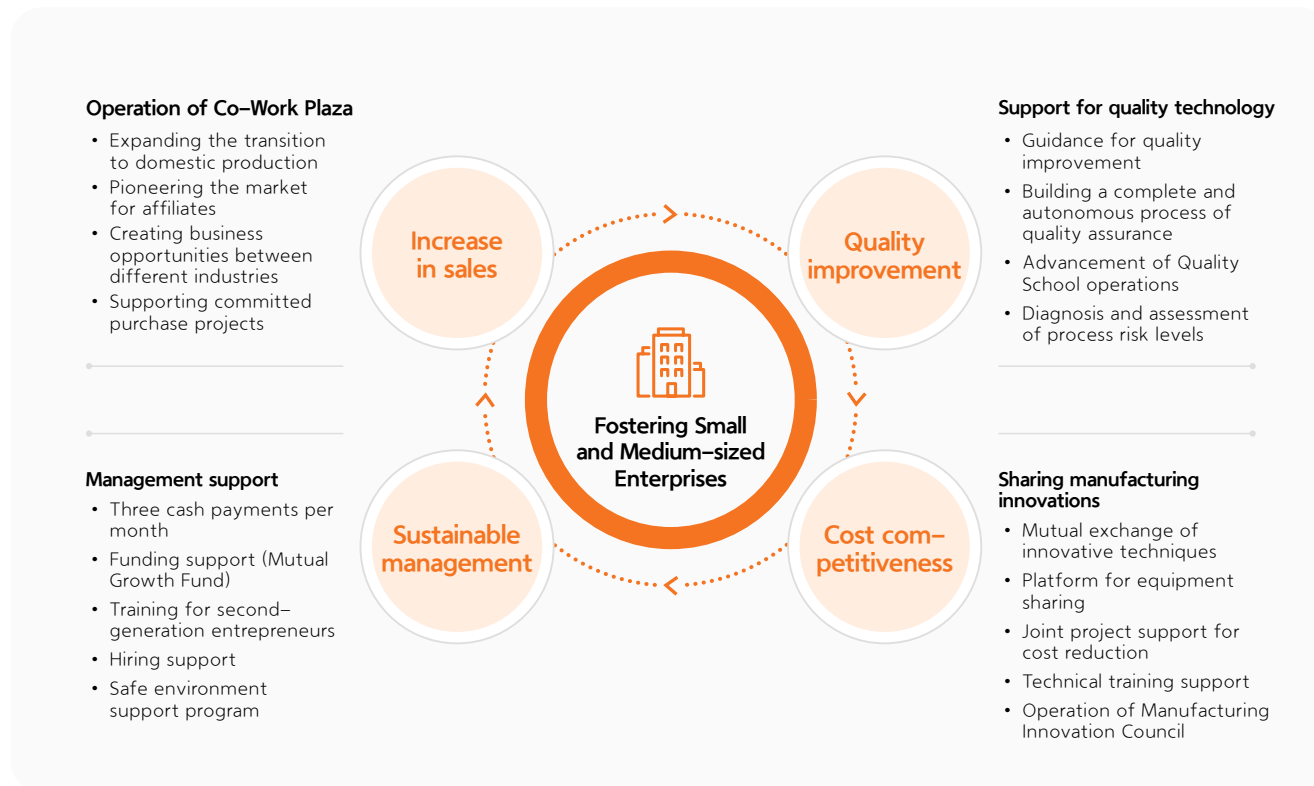 Operation of Co–Work Plaza
• Expanding the transition
to domestic production
• Pioneering the market
for affiliates
• Creating business
opportunities between
different industries
• Supporting committed
purchase projects
Increase
in sales
Quality
improvement
Support for quality technology
• Guidance for quality
improvement
• Building a complete and
autonomous process of
quality assurance
• Advancement of Quality
School operations
• Diagnosis and assessment
of process risk levels
Fostering Small
and Medium–sized
Enterprises
Management support
• Three cash payments per
month
• Funding support (Mutual
Growth Fund)
• Training for second–
generation entrepreneurs
• Hiring support
• Safe environment
support program
Sustainable
management
Cost com–
petitiveness
Sharing manufacturing
innovations
• Mutual exchange of
innovative techniques
• Platform for equipment
sharing
• Joint project support for
cost reduction
• Technical training support
• Operation of Manufacturing
Innovation Council